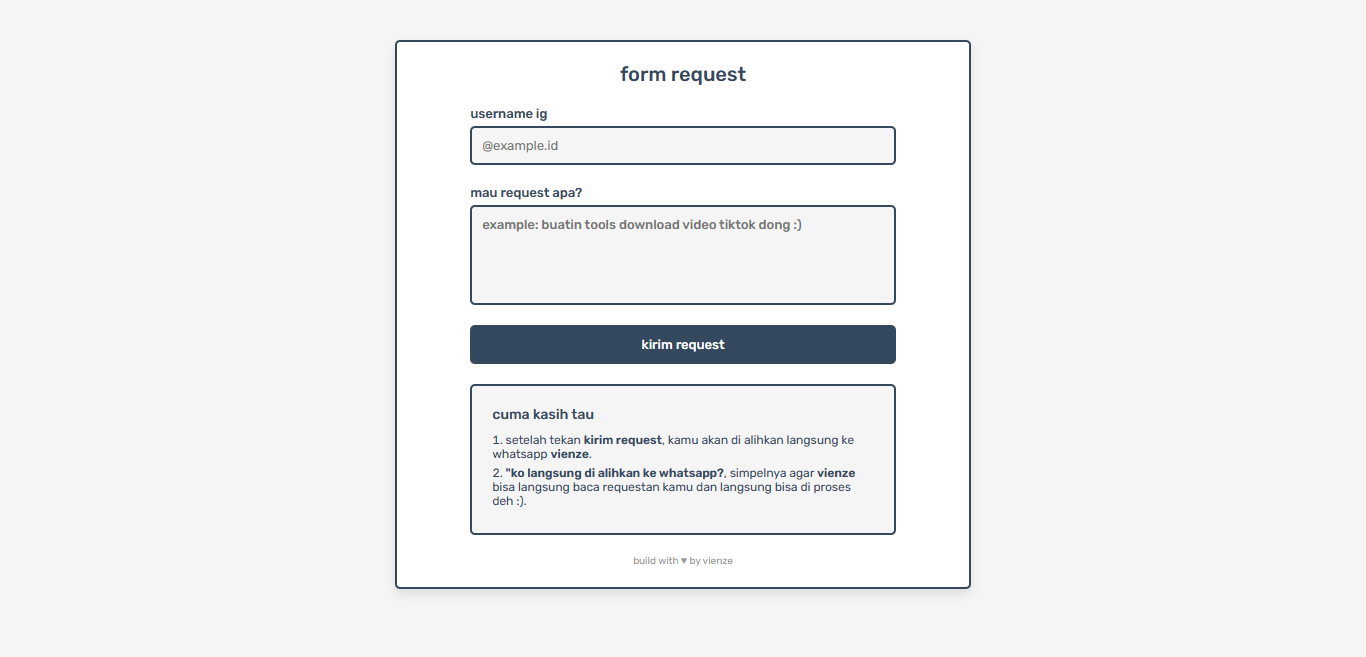 form request
username ig
@example.id
mau request apa?
example: buatin tools download video tiktok dong :)
kirim request
cuma kasih tau
1. setelah tekan kirim request, kamu akan di alihkan langsung ke
whatsapp vienze.
2. "ko langsung di alihkan ke whatsapp?, simpelnya agar vienze
bisa langsung baca requestan kamu dan langsung bisa di proses
deh :).
build with ♥ by vienze